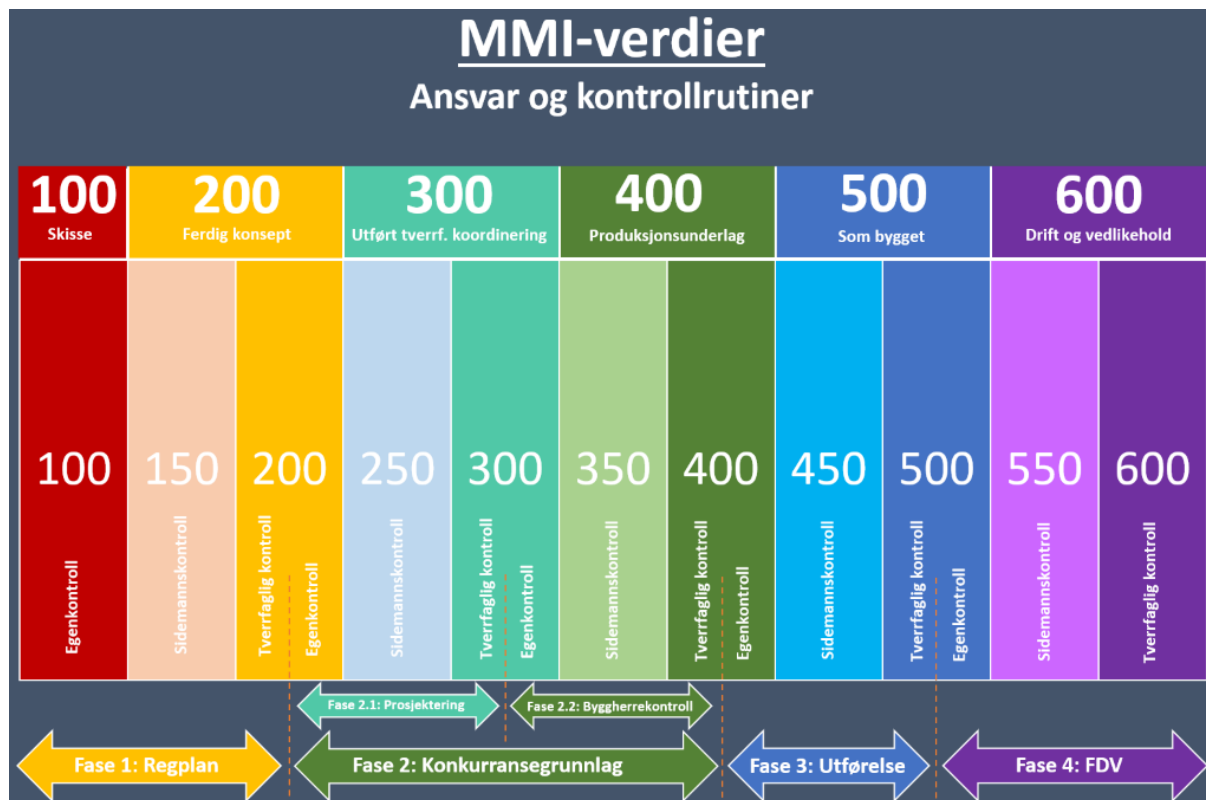 MMI-verdier
Ansvar og kontrollrutiner
100
Skisse
200
Ferdig konsept
300
Utført tverrf. koordinering
400
Produksjonsunderlag
500
Som bygget
600
Drift og vedlikehold
100
150
200
250
300
350
400
450
500
550
600
Egenkontroll
Sidemannskontroll
Tverrfaglig kontroll
Egenkontroll
Sidemannskontroll
Tverrfaglig kontroll
Egenkontroll
Sidemannskontroll
Tverrfaglig kontroll
Egenkontroll
Sidemannskontroll
Tverrfaglig kontroll
Egenkontroll
Sidemannskontroll
Tverrfaglig kontroll
Fase 2.1: Prosjektering
Fase 2.2: Byggherrekontroll
Fase 1: Regplan
Fase 2: Konkurransegrunnlag
Fase 3: Utførelse
Fase 4: FDV